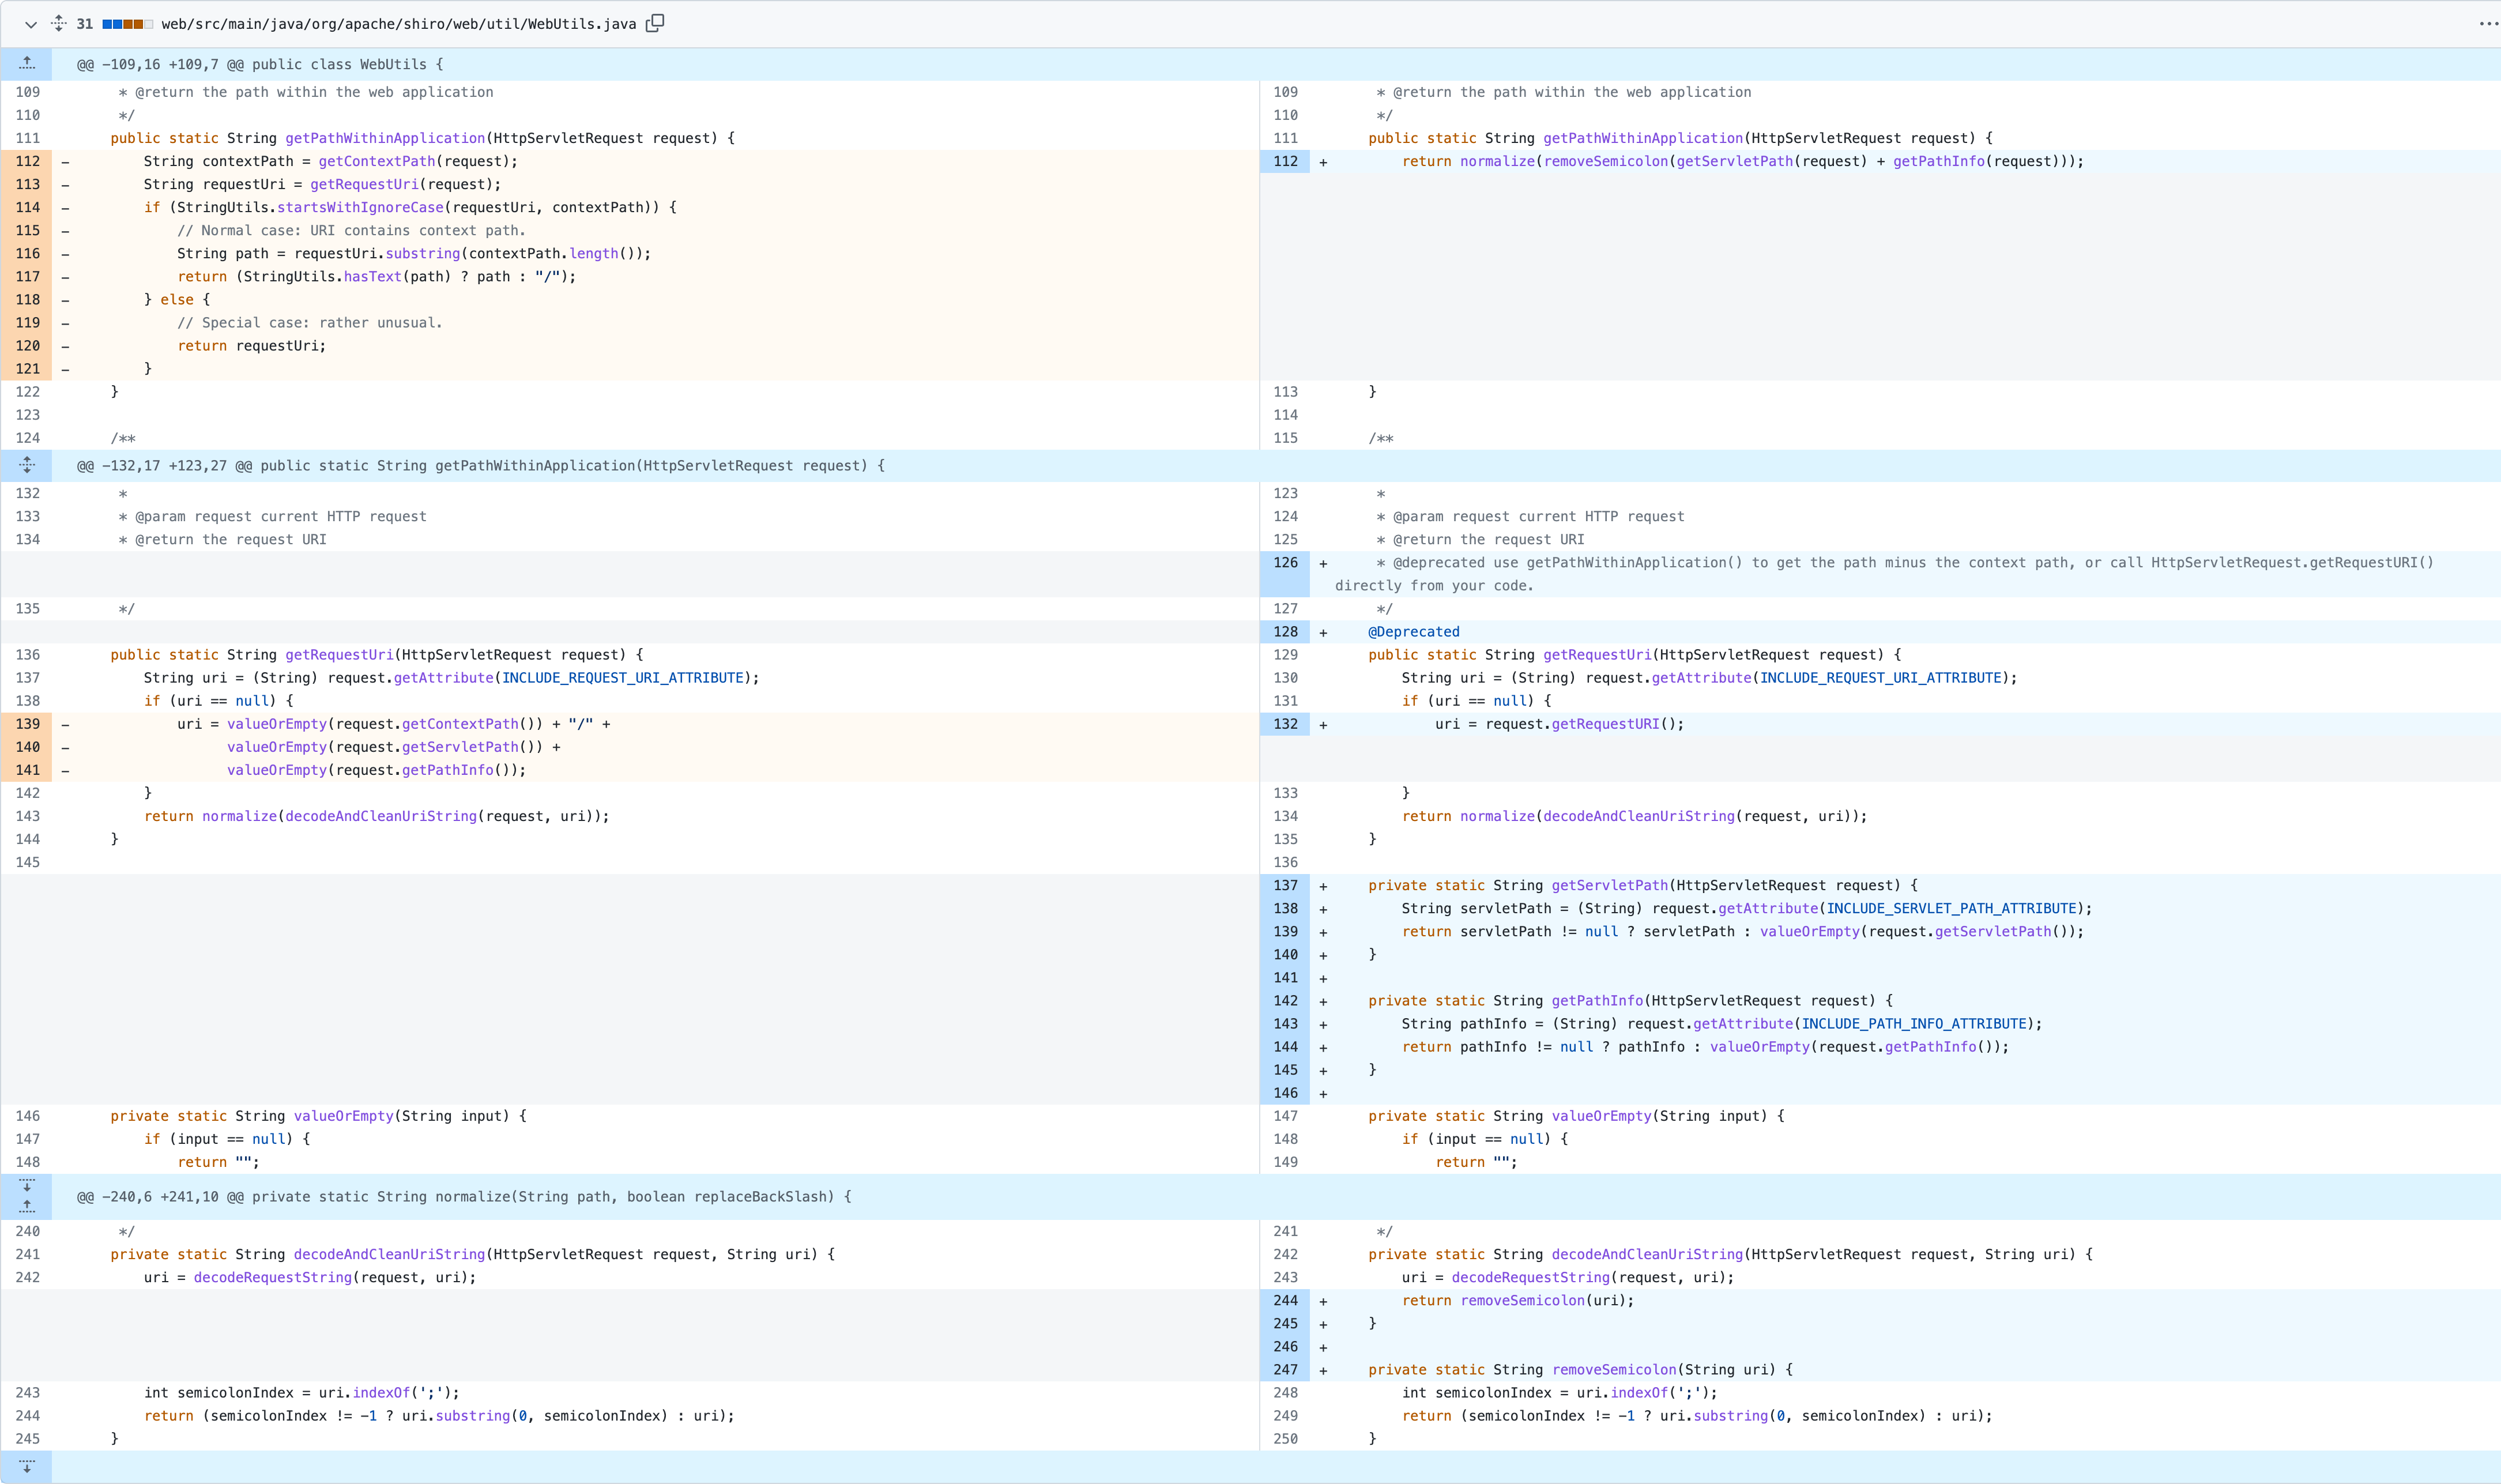 31 web/src/main/java/org/apache/shiro/web/util/WebUtils.java
@@ -109,16 +109,7 @@ public class WebUtils {
109 * @return the path within the web application
110 */
111 public static String getPathWithinApplication(HttpServletRequest request) {
112 - String contextPath = getContextPath(request);
113 - String requestUri = getRequestUri(request);
114 - if (StringUtils.startsWithIgnoreCase(requestUri, contextPath)) {
115 - // Normal case: URI contains context path.
116 - String path = requestUri.substring(contextPath.length());
117 - return (StringUtils.hasText(path) ? path : "/");
118 - } else {
119 - // Special case: rather unusual.
120 - return requestUri;
121 - }
122 }
123
124 /**
109 * @return the path within the web application
110 */
111 public static String getPathWithinApplication(HttpServletRequest request) {
112 + return normalize(removeSemicolon(getServletPath(request) + getPathInfo(request)));
113 }
114
115 /**
@@ -132,17 +123,27 @@ public static String getPathWithinApplication(HttpServletRequest request) {
132 *
133 * @param request current HTTP request
134 * @return the request URI
135 */
136 public static String getRequestUri(HttpServletRequest request) {
137 String uri = (String) request.getAttribute(INCLUDE_REQUEST_URI_ATTRIBUTE);
138 if (uri == null) {
139 - uri = valueOrEmpty(request.getContextPath()) + "/" +
140 - valueOrEmpty(request.getServletPath()) +
141 - valueOrEmpty(request.getPathInfo());
142 }
143 return normalize(decodeAndCleanUriString(request, uri));
144 }
145
146 private static String valueOrEmpty(String input) {
147 if (input == null) {
148 return "";
123 *
124 * @param request current HTTP request
125 * @return the request URI
126 + * @deprecated use getPathWithinApplication() to get the path minus the context path, or call HttpServletRequest.getRequestURI()
directly from your code.
127 */
128 + @Deprecated
129 public static String getRequestUri(HttpServletRequest request) {
130 String uri = (String) request.getAttribute(INCLUDE_REQUEST_URI_ATTRIBUTE);
131 if (uri == null) {
132 + uri = request.getRequestURI();
133 }
134 return normalize(decodeAndCleanUriString(request, uri));
135 }
136
137 + private static String getServletPath(HttpServletRequest request) {
138 + String servletPath = (String) request.getAttribute(INCLUDE_SERVLET_PATH_ATTRIBUTE);
139 + return servletPath != null ? servletPath : valueOrEmpty(request.getServletPath());
140 + }
141 +
142 + private static String getPathInfo(HttpServletRequest request) {
143 + String pathInfo = (String) request.getAttribute(INCLUDE_PATH_INFO_ATTRIBUTE);
144 + return pathInfo != null ? pathInfo : valueOrEmpty(request.getPathInfo());
145 + }
146 +
147 private static String valueOrEmpty(String input) {
148 if (input == null) {
149 return "";
@@ -240,6 +241,10 @@ private static String normalize(String path, boolean replaceBackSlash) {
240 */
241 private static String decodeAndCleanUriString(HttpServletRequest request, String uri) {
242 uri = decodeRequestString(request, uri);
243 int semicolonIndex = uri.indexOf(';');
244 return (semicolonIndex != -1 ? uri.substring(0, semicolonIndex) : uri);
245 }
241 */
242 private static String decodeAndCleanUriString(HttpServletRequest request, String uri) {
243 uri = decodeRequestString(request, uri);
244 + return removeSemicolon(uri);
245 + }
246 +
247 + private static String removeSemicolon(String uri) {
248 int semicolonIndex = uri.indexOf(';');
249 return (semicolonIndex != -1 ? uri.substring(0, semicolonIndex) : uri);
250 }